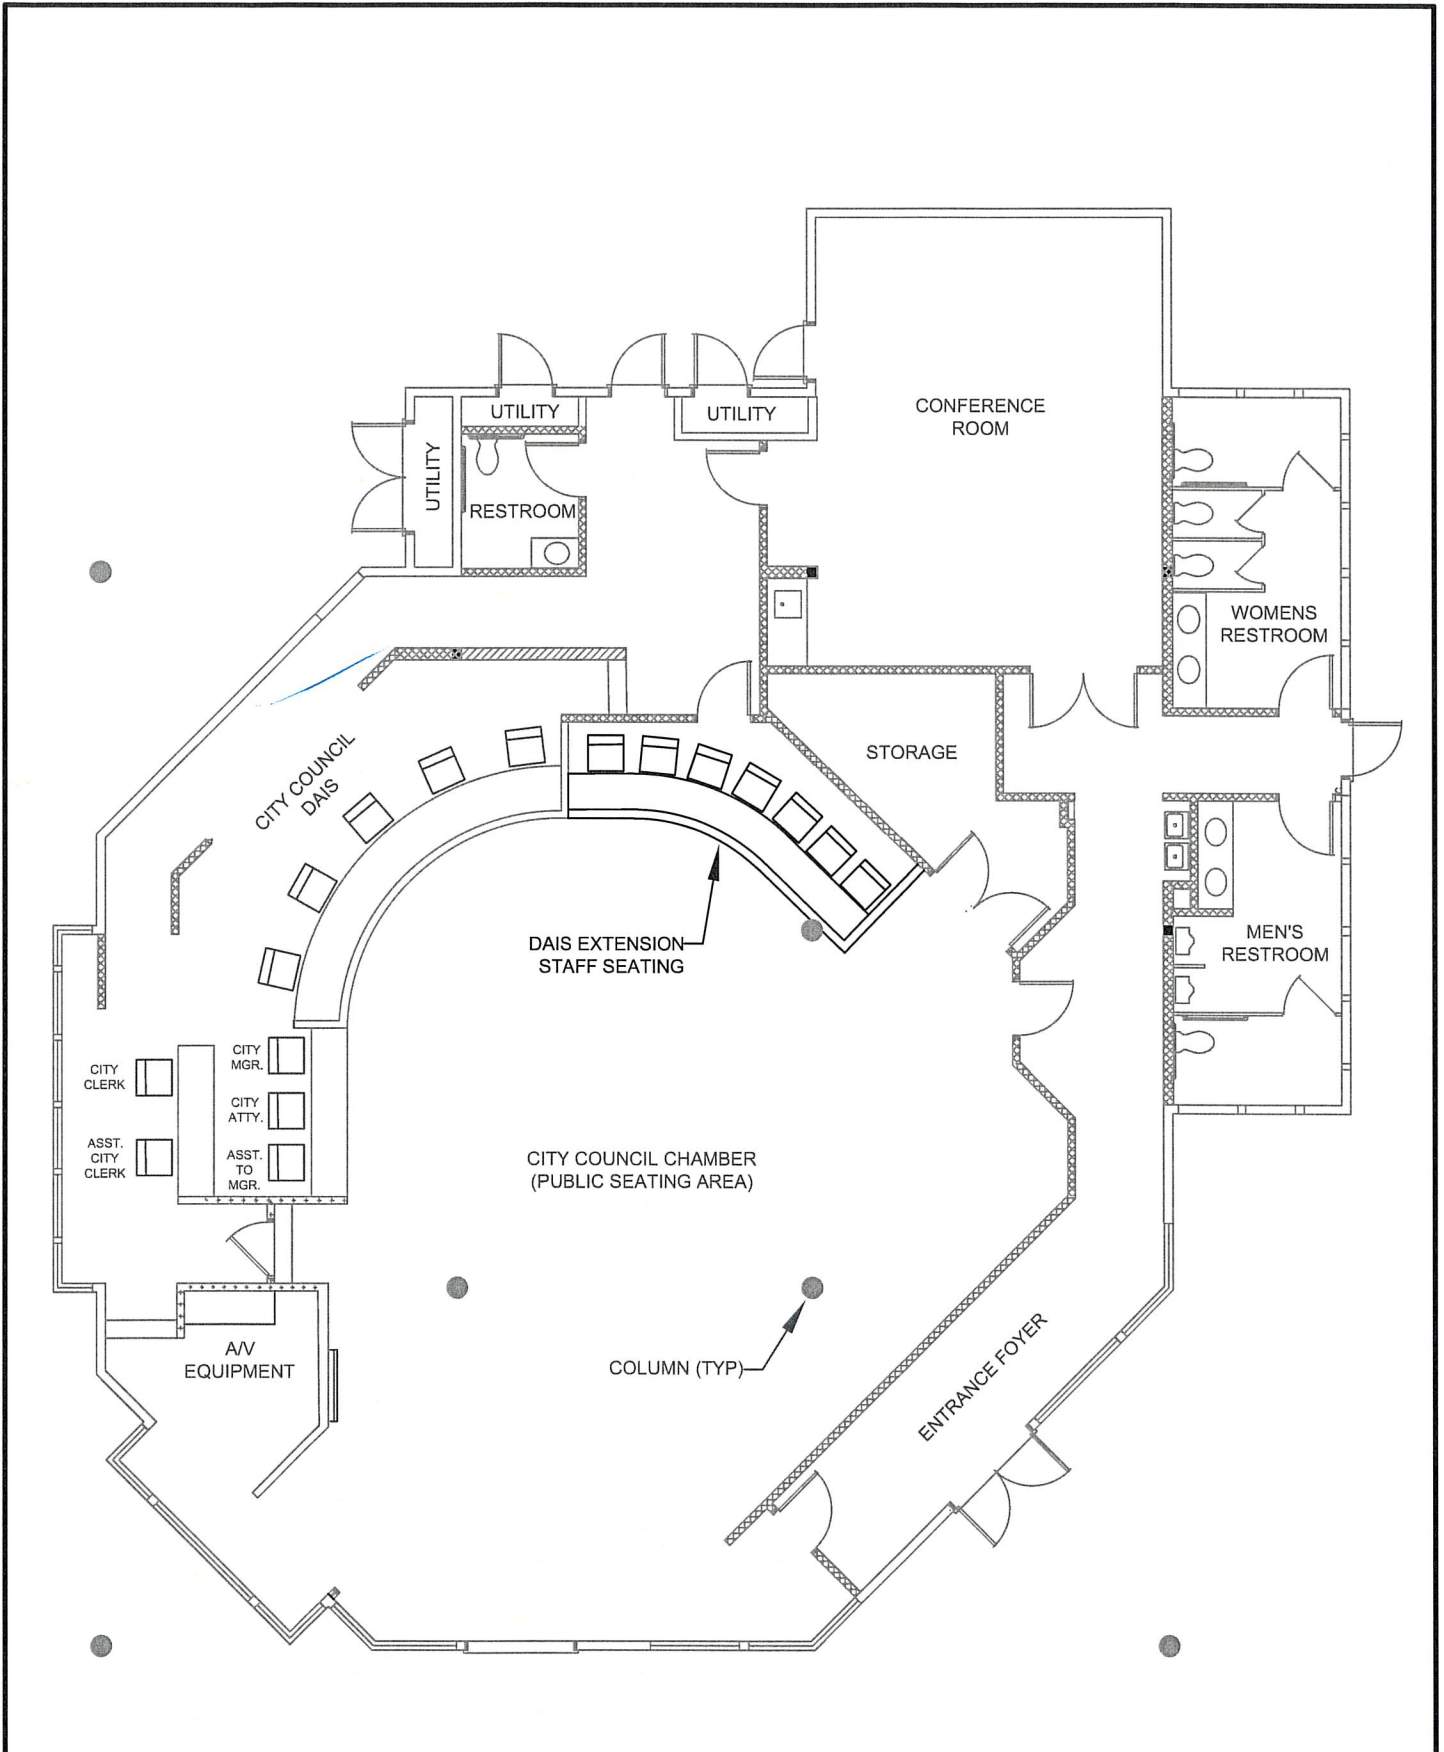 CONFERENCE
ROOM
UTILITY
UTILITY
UTILITY
RESTROOM
WOMENS
RESTROOM
STORAGE
CITY COUNCIL
DAIS
DAIS EXTENSION
STAFF SEATING
MEN'S
RESTROOM
CITY
MGR.
CITY
CLERK
CITY
ATTY.
ASST.
CITY
CLERK
ASST.
TO
MGR.
CITY COUNCIL CHAMBER
(PUBLIC SEATING AREA)
A/V
EQUIPMENT
COLUMN (TYP)
ENTRANCE FOYER